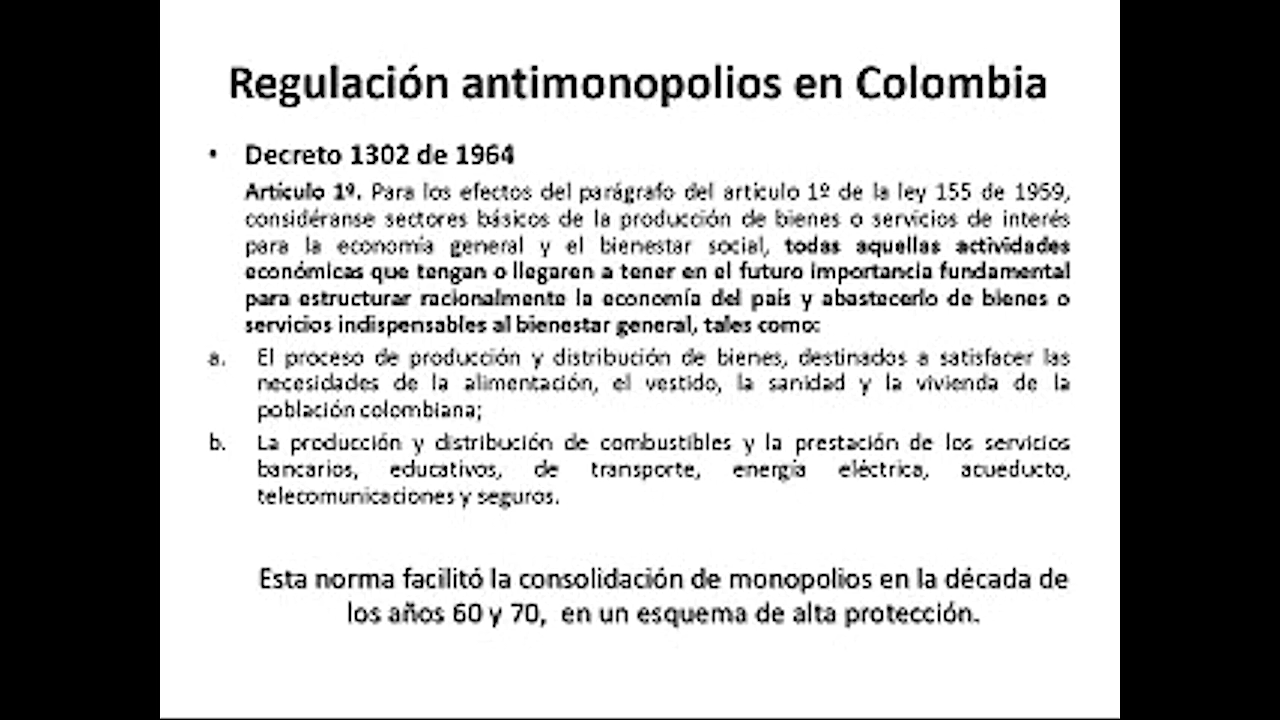 Regulación antimonopolios en Colombia
• Decreto 1302 de 1964
Artículo 1º. Para los efectos del parágrafo del artículo 1º de la ley 155 de 1959,
considéranse sectores básicos de la producción de bienes o servicios de interés
para la economía general y el bienestar social, todas aquellas actividades
económicas que tengan o llegaren a tener en el futuro importancia fundamental
para estructurar racionalmente la economía del país y abastecerlo de bienes o
servicios indispensables al bienestar general, tales como:
a. El proceso de producción y distribución de bienes, destinados a satisfacer las
necesidades de la alimentación, el vestido, la sanidad y la vivienda de la
población colombiana;
b. La producción y distribución de combustibles y la prestación de los servicios
bancarios, educativos, de transporte, energía eléctrica, acueducto,
telecomunicaciones y seguros.
Esta norma facilitó la consolidación de monopolios en la década de
los años 60 y 70, en un esquema de alta protección.